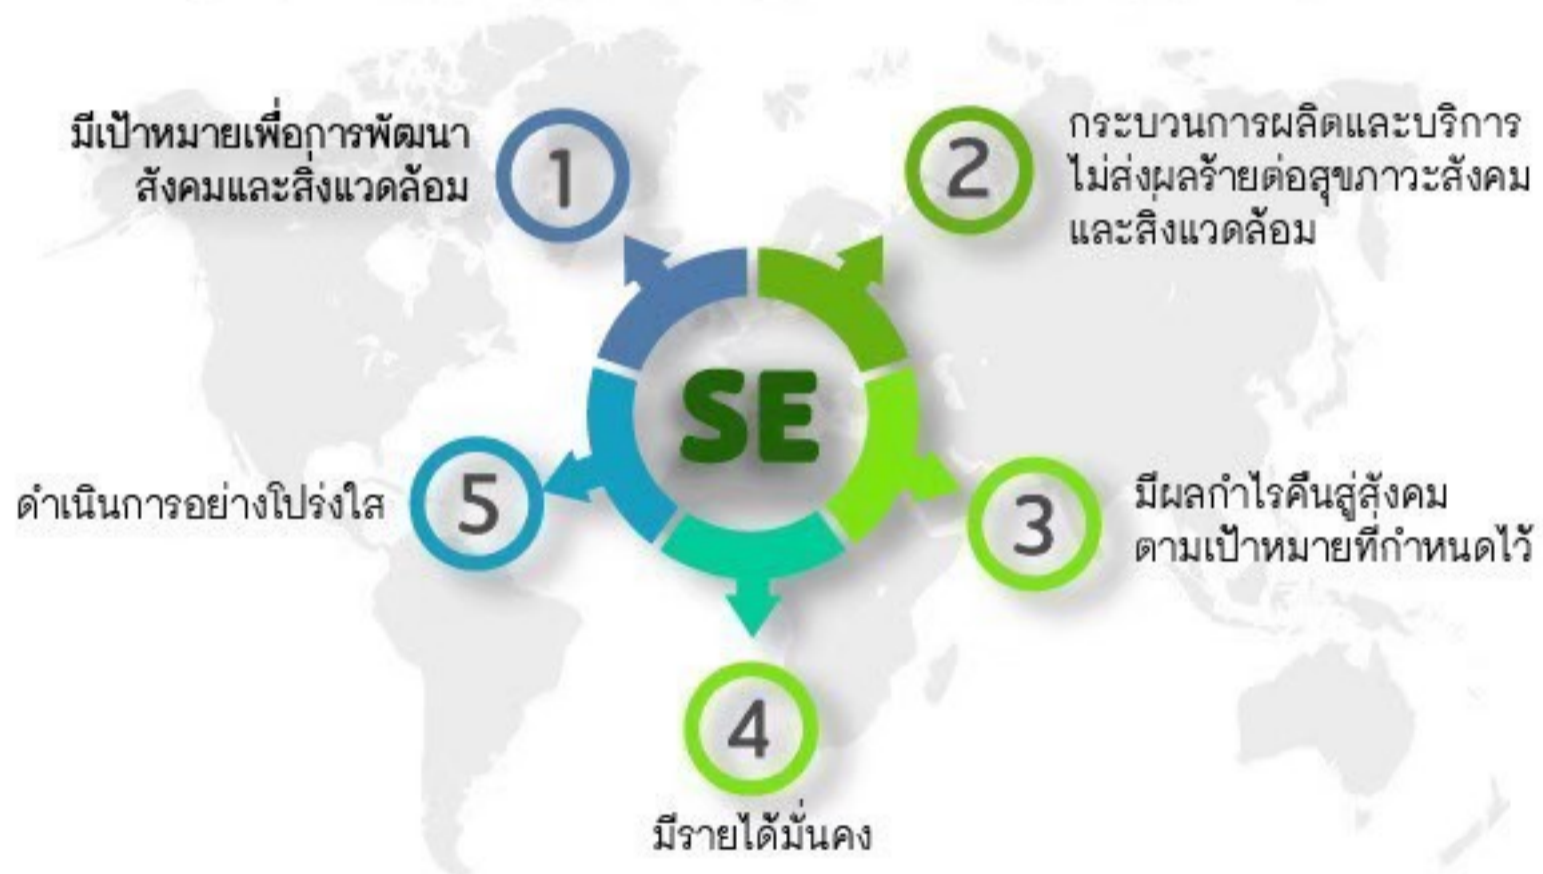 มีเป้าหมายเพื่อการพัฒนา
สังคมและสิ่งแวดล้อม
1
2
กระบวนการผลิตและบริการ
ไม่ส่งผลร้ายต่อสุขภาวะสังคม
และสิ่งแวดล้อม
SE
3
มีผลกำไรคืนสู่สังคม
ตามเป้าหมายที่กำหนดไว้
4
มีรายได้มั่นคง
5
ดำเนินการอย่างโปร่งใส